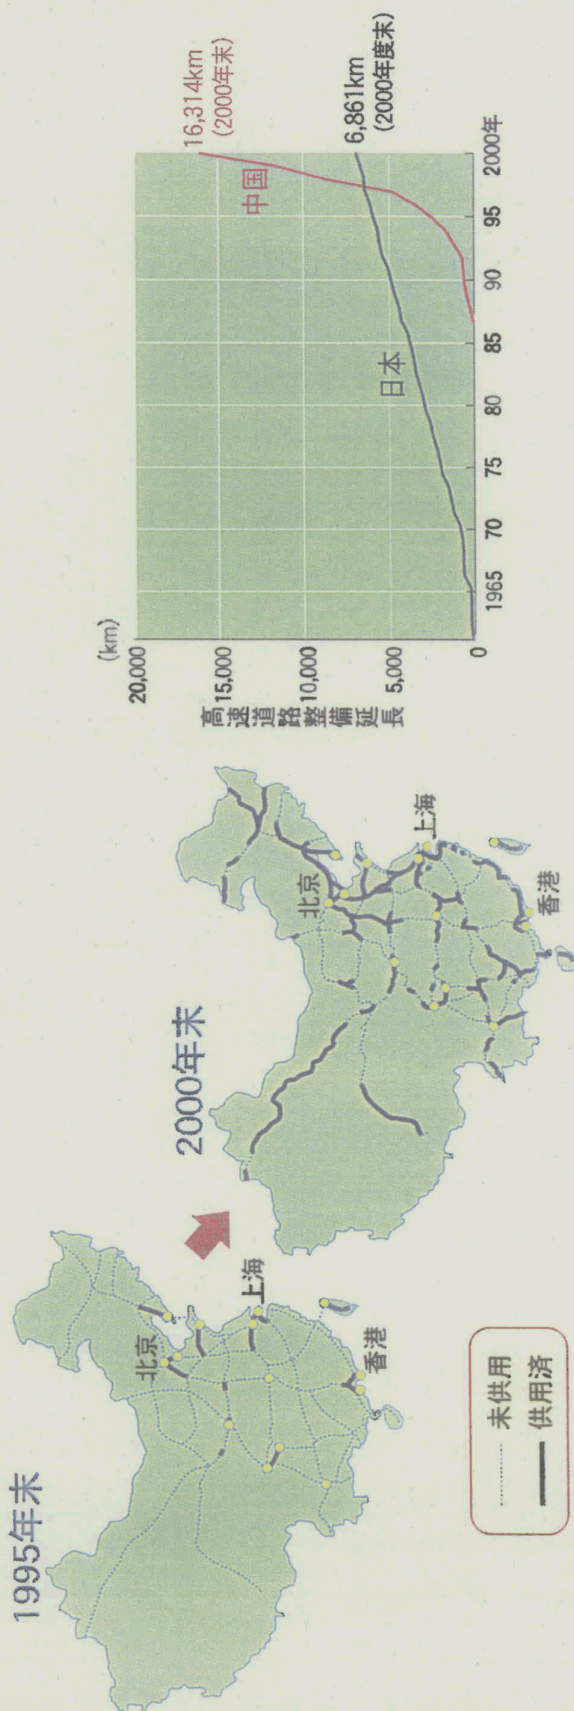 1995年末
北京
上海
香港
未供用
供用済
2000年末
北京
上海
香港
(km)
高速道路整備延長
20,000
15,000
10,000
5,000
0
1965
70
75
80
85
90
95
2000年
日本
中国
16,314km
(2000年末)
6,861km
(2000年度末)